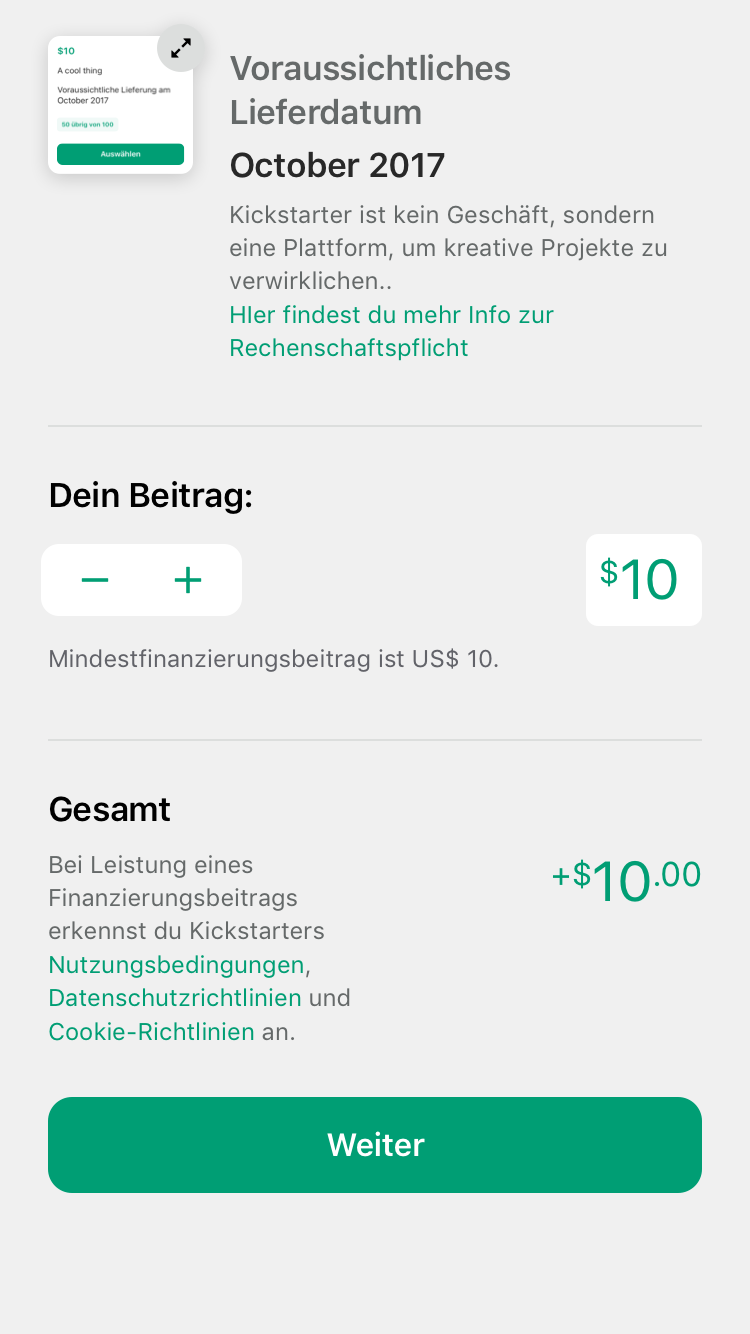 $10
A cool thing
Voraussichtliche Lieferung am
October 2017
50 übrig von 100
Auswählen
Voraussichtliches
Lieferdatum
October 2017
Kickstarter ist kein Geschäft, sondern
eine Plattform, um kreative Projekte zu
verwirklichen..
HIer findest du mehr Info zur
Rechenschaftspflicht
Dein Beitrag:
− +
$10
Mindestfinanzierungsbeitrag ist US$ 10.
Gesamt
Bei Leistung eines
Finanzierungsbeitrags
erkennst du Kickstarters
Nutzungsbedingungen,
Datenschutzrichtlinien und
Cookie-Richtlinien an.
+$10.00
Weiter